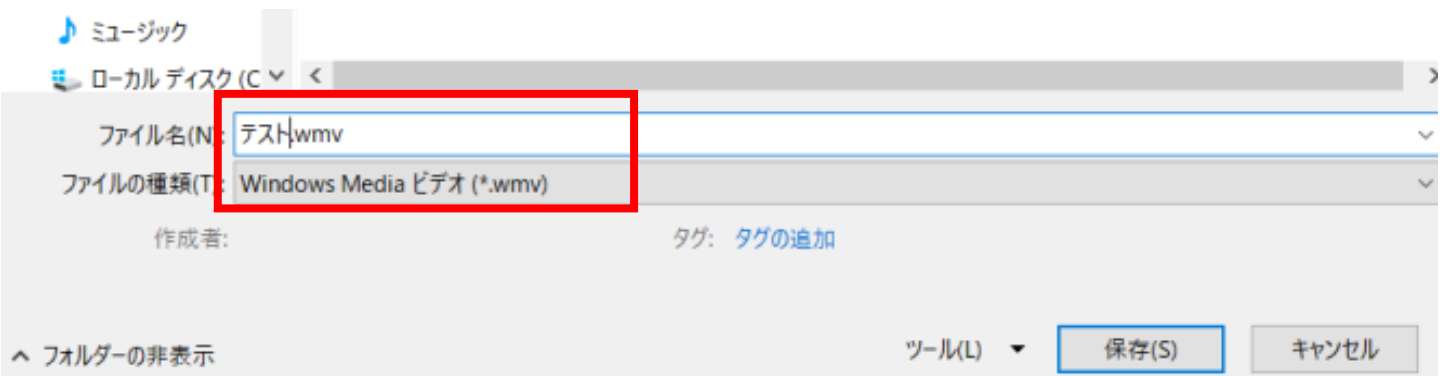 ミュージック
ローカル ディスク (C
ファイル名(N): テスト.wmv
ファイルの種類(T): Windows Media ビデオ (*.wmv)
作成者: タグ: タグの追加
フォルダーの非表示 ツール(L) 保存(S) キャンセル